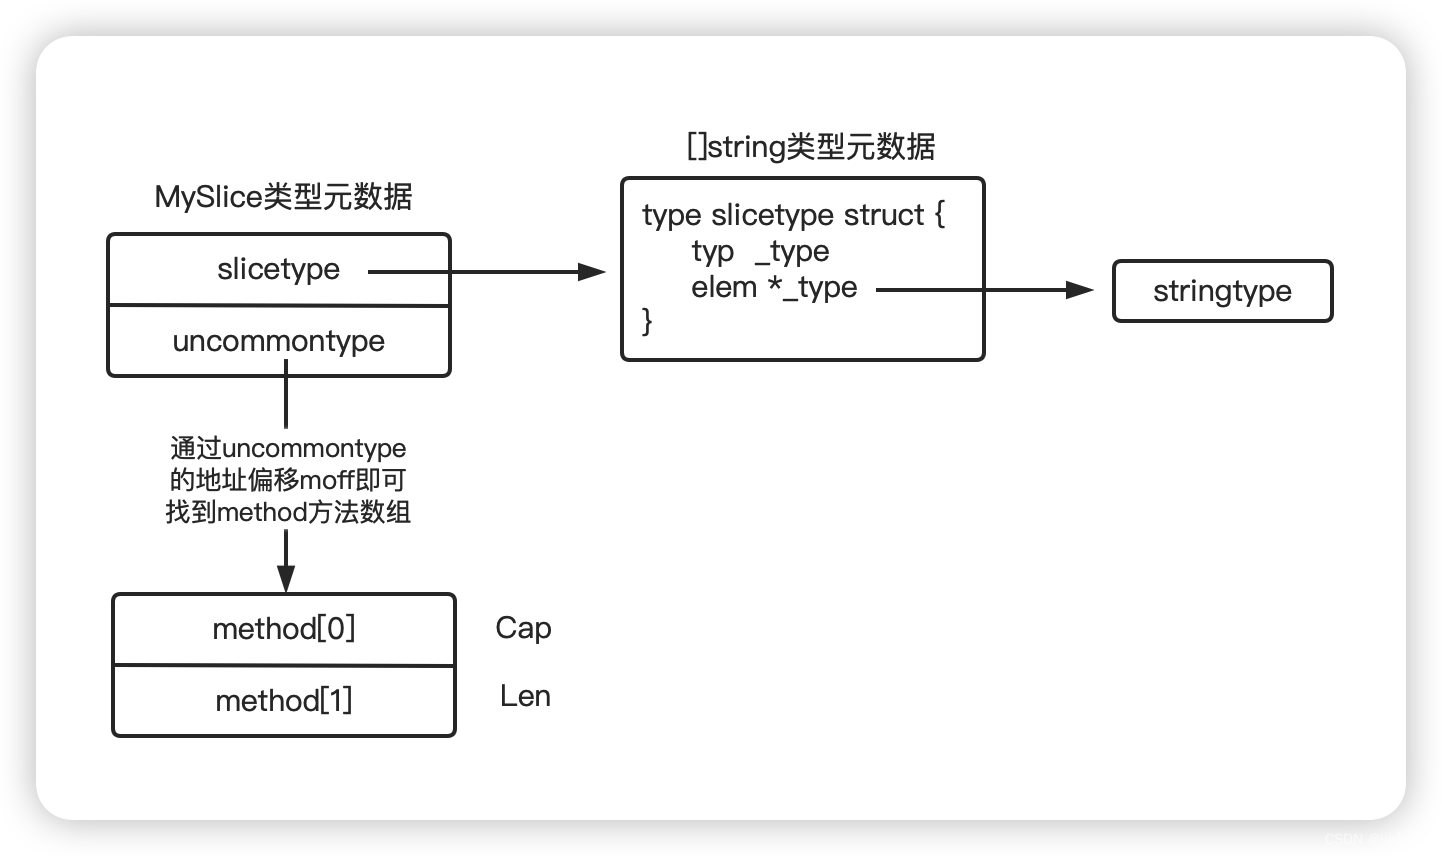 []string类型元数据
MySlice类型元数据
type slicetype struct {
typ _type
elem *_type
}
slicetype
uncommontype
stringtype
通过uncommontype
的地址偏移moff即可
找到method方法数组
method[0]
Cap
method[1]
Len